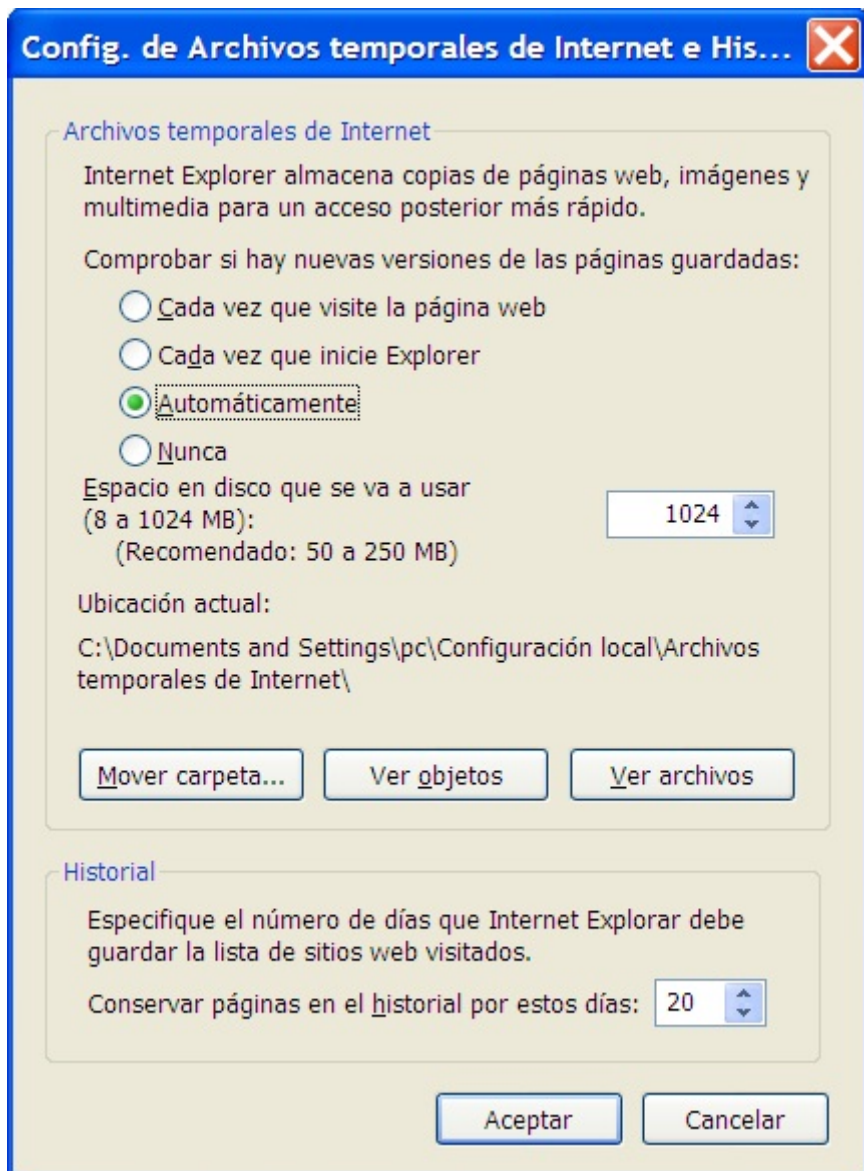 Config. de Archivos temporales de Internet e His...
Archivos temporales de Internet
Internet Explorer almacena copias de páginas web, imágenes y
multimedia para un acceso posterior más rápido.
Comprobar si hay nuevas versiones de las páginas guardadas:
Cada vez que visite la página web
Cada vez que inicie Explorer
Automáticamente
Nunca
Espacio en disco que se va a usar
(8 a 1024 MB):
1024
(Recomendado: 50 a 250 MB)
Ubicación actual:
C:\Documents and Settings\pc\Configuración local\Archivos
temporales de Internet\
Mover carpeta... Ver objetos Ver archivos
Historial
Especifique el número de días que Internet Explorar debe
guardar la lista de sitios web visitados.
Conservar páginas en el historial por estos días: 20
Aceptar Cancelar